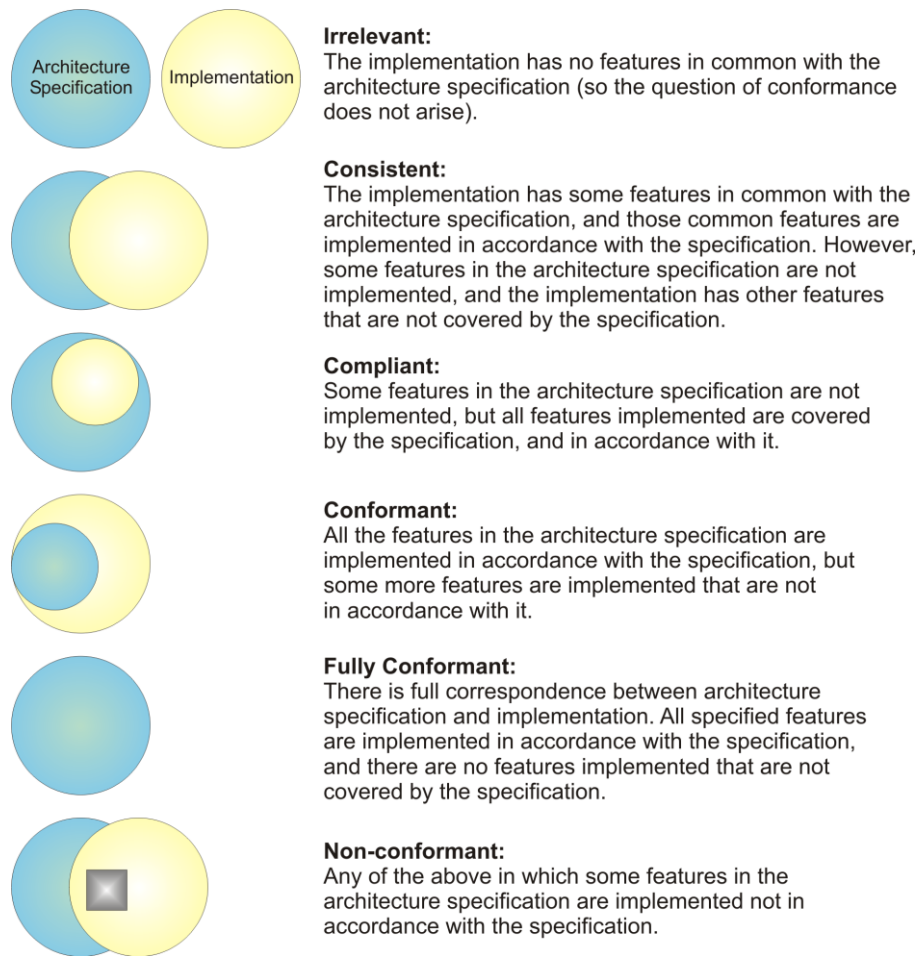 Architecture
Specification
Implementation
Irrelevant:
The implementation has no features in common with the
architecture specification (so the question of conformance
does not arise).
Consistent:
The implementation has some features in common with the
architecture specification, and those common features are
implemented in accordance with the specification. However,
some features in the architecture specification are not
implemented, and the implementation has other features
that are not covered by the specification.
Compliant:
Some features in the architecture specification are not
implemented, but all features implemented are covered
by the specification, and in accordance with it.
Conformant:
All the features in the architecture specification are
implemented in accordance with the specification, but
some more features are implemented that are not
in accordance with it.
Fully Conformant:
There is full correspondence between architecture
specification and implementation. All specified features
are implemented in accordance with the specification,
and there are no features implemented that are not
covered by the specification.
Non-conformant:
Any of the above in which some features in the
architecture specification are implemented not in
accordance with the specification.